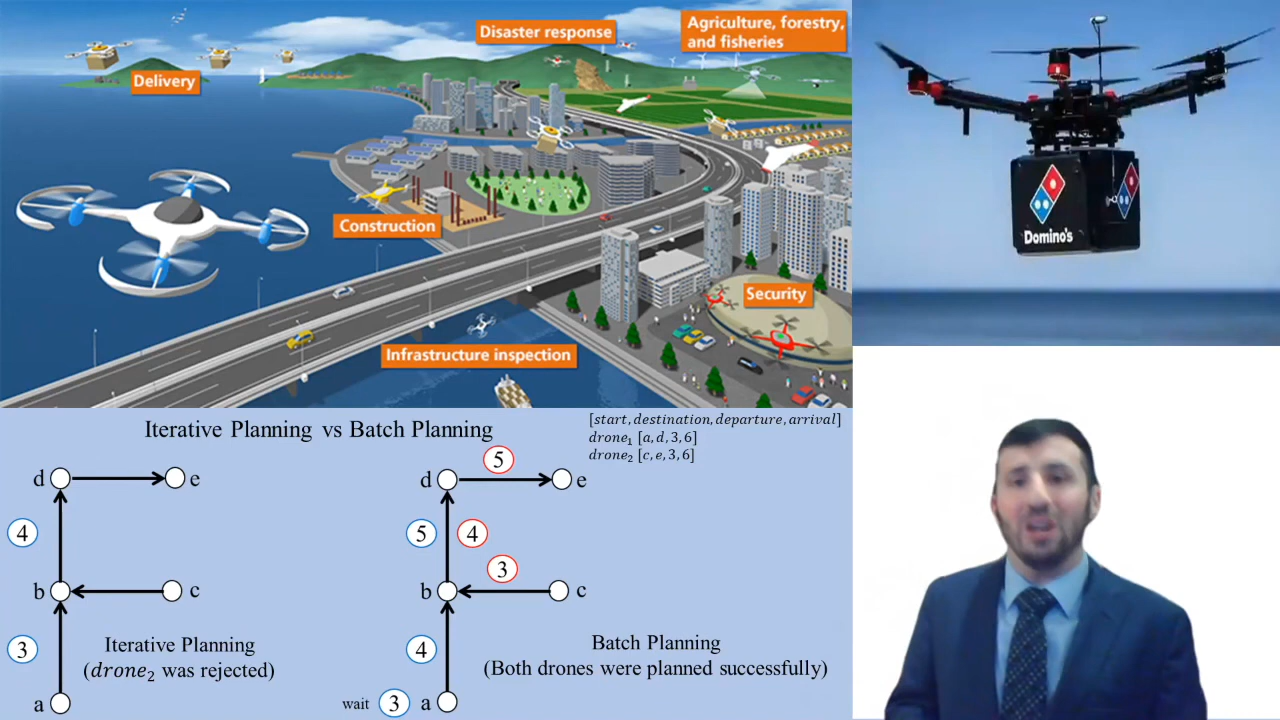 Disaster response
Agriculture, forestry,
and fisheries
Delivery
Construction
Security
Infrastructure inspection
Domino's
Iterative Planning vs Batch Planning
[start, destination, departure, arrival]
drone₁ [a, d, 3, 6]
drone₂ [c, e, 3, 6]
d
e
4
b
c
3
a
Iterative Planning
(drone₂ was rejected)
5
d
e
5
4
3
b
c
4
wait 3 a
Batch Planning
(Both drones were planned successfully)